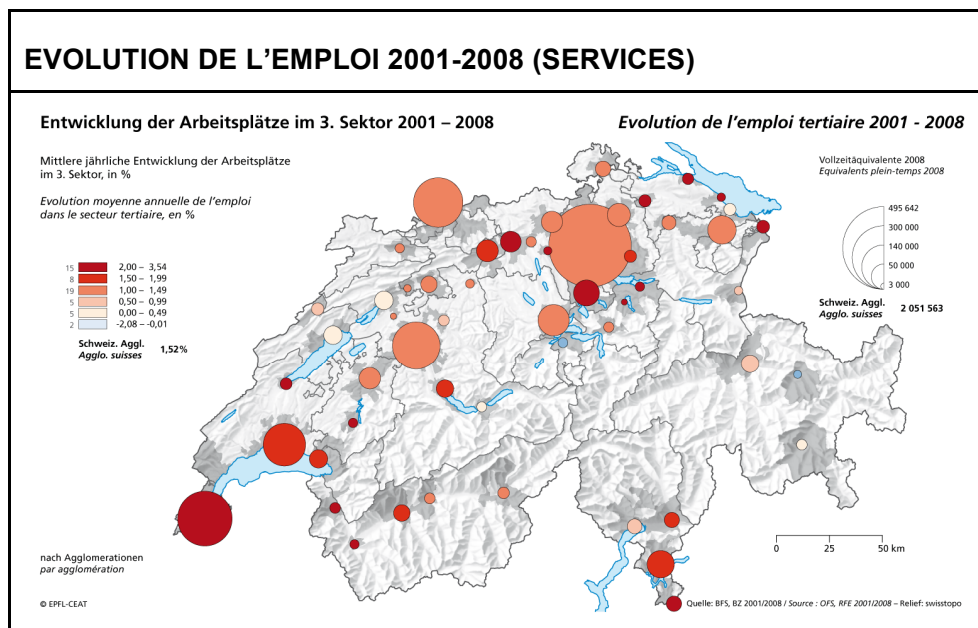 EVOLUTION DE L'EMPLOI 2001-2008 (SERVICES)
Entwicklung der Arbeitsplätze im 3. Sektor 2001 – 2008
Evolution de l'emploi tertiaire 2001 - 2008
Mittlere jährliche Entwicklung der Arbeitsplätze
im 3. Sektor, in %
Evolution moyenne annuelle de l'emploi
dans le secteur tertiaire, en %
15 2,00 – 3,54
8 1,50 – 1,99
19 1,00 – 1,49
5 0,50 – 0,99
5 0,00 – 0,49
2 -2,08 – -0,01
Schweiz. Aggl.
Agglo. suisses 1,52%
Vollzeitäquivalente 2008
Equivalents plein-temps 2008
495 642
300 000
140 000
50 000
3 000
Schweiz. Aggl.
Agglo. suisses 2 051 563
nach Agglomerationen
par agglomération
0 25 50 km
© EPFL-CEAT
Quelle: BFS, BZ 2001/2008 / Source : OFS, RFE 2001/2008 – Relief: swisstopo